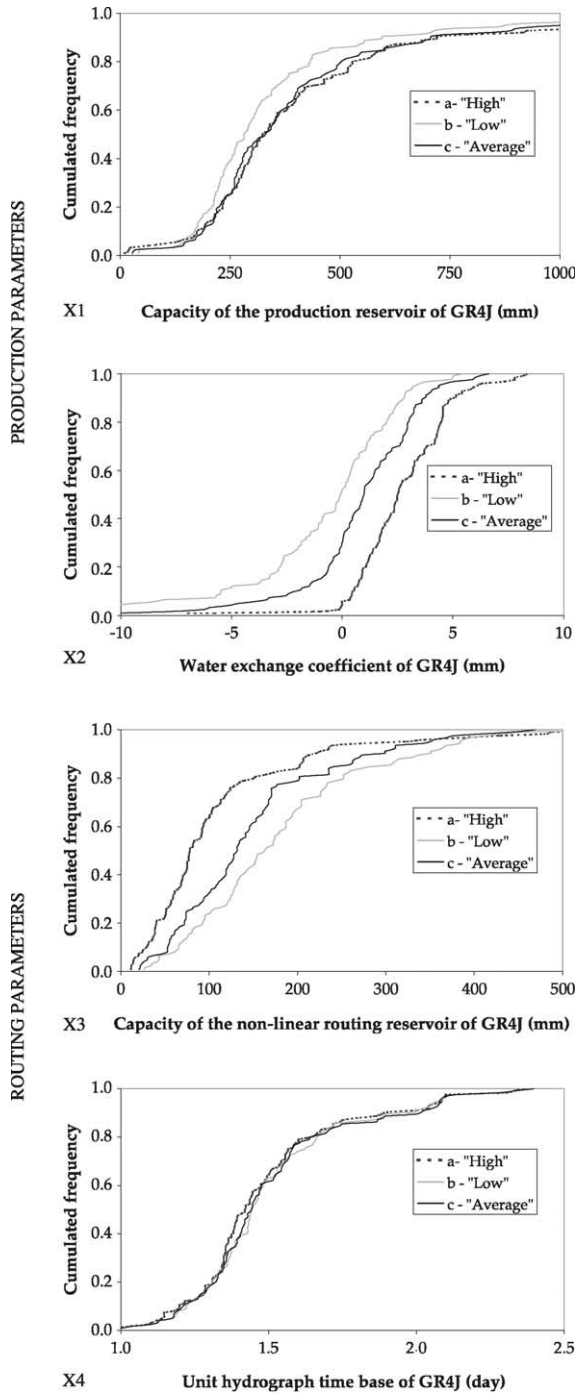 PRODUCTION PARAMETERS
Cumulated frequency
1.0
0.8
0.6
0.4
0.2
0.0
a- "High"
b - "Low"
c - "Average"
0 250 500 750 1000
X1 Capacity of the production reservoir of GR4J (mm)
Cumulated frequency
1.0
0.8
0.6
0.4
0.2
0.0
a- "High"
b - "Low"
c - "Average"
-10 -5 0 5 10
X2 Water exchange coefficient of GR4J (mm)
ROUTING PARAMETERS
Cumulated frequency
1.0
0.8
0.6
0.4
0.2
0.0
a- "High"
b - "Low"
c - "Average"
0 100 200 300 400 500
X3 Capacity of the non-linear routing reservoir of GR4J (mm)
Cumulated frequency
1.0
0.8
0.6
0.4
0.2
0.0
a- "High"
b - "Low"
c - "Average"
1.0 1.5 2.0 2.5
X4 Unit hydrograph time base of GR4J (day)